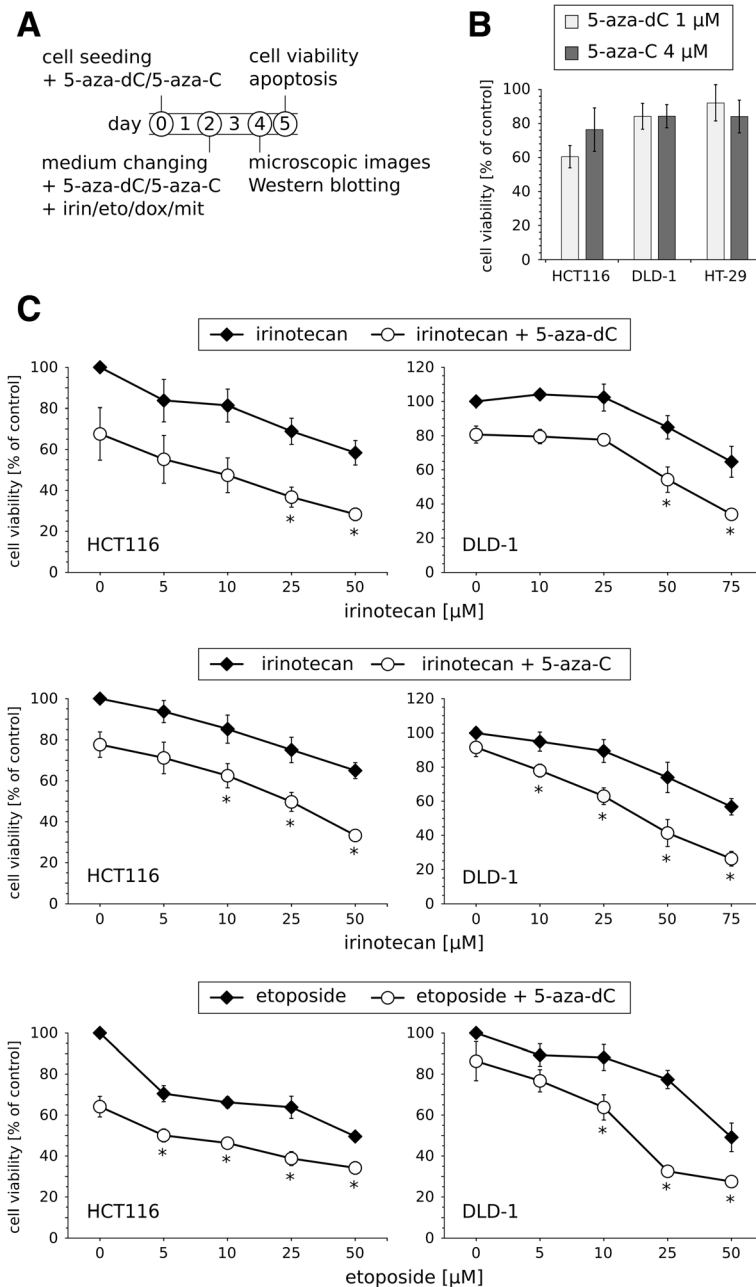 A
cell seeding
+ 5-aza-dC/5-aza-C
cell viability
apoptosis
day 0 1 2 3 4 5
medium changing
+ 5-aza-dC/5-aza-C
+ irin/eto/dox/mit
microscopic images
Western blotting
B
5-aza-dC 1 µM
5-aza-C 4 µM
cell viability [% of control]
100
80
60
40
20
0
HCT116 DLD-1 HT-29
C
irinotecan irinotecan + 5-aza-dC
cell viability [% of control]
100
80
60
40
20
0
* *
HCT116
0 5 10 25 50
120
100
80
60
40
20
0
* *
DLD-1
0 10 25 50 75
irinotecan [µM]
irinotecan irinotecan + 5-aza-C
cell viability [% of control]
100
80
60
40
20
0
* * *
HCT116
0 5 10 25 50
120
100
80
60
40
20
0
* * * *
DLD-1
0 10 25 50 75
irinotecan [µM]
etoposide etoposide + 5-aza-dC
cell viability [% of control]
100
80
60
40
20
0
* * * *
HCT116
0 5 10 25 50
100
80
60
40
20
0
* * *
DLD-1
0 5 10 25 50
etoposide [µM]